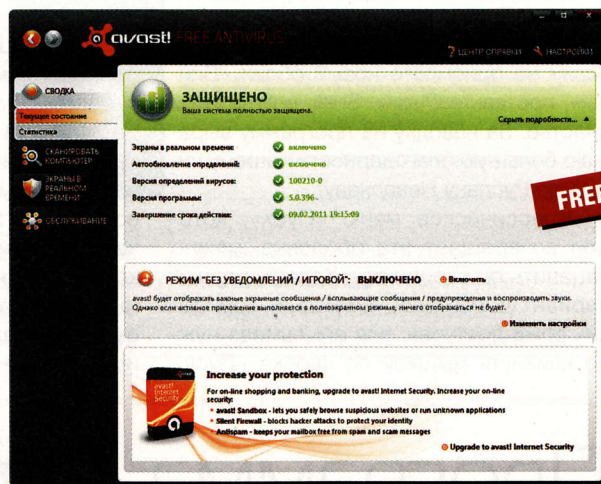 avast! FREE ANTIVIRUS
ЦЕНТР СПРАВКИ НАСТРОЙКИ
СВОДКА
Текущее состояние
Статистика
СКАНИРОВАТЬ
КОМПЬЮТЕР
ЭКРАНЫ В
РЕАЛЬНОМ
ВРЕМЕНИ
ОБСЛУЖИВАНИЕ
ЗАЩИЩЕНО
Ваша система полностью защищена.
Скрыть подробности...
Экраны в реальном времени: включено
Автообновление определений: включено
Версия определений вирусов: 100210-0
Версия программы: 5.0.396
Завершение срока действия: 09.02.2011 19:15:09
FREE
РЕЖИМ "БЕЗ УВЕДОМЛЕНИЙ / ИГРОВОЙ": ВЫКЛЮЧЕНО Включить
avast! будет отображать важные экранные сообщения / всплывающие сообщения / предупреждения и воспроизводить звуки.
Однако если активное приложение выполняется в полноэкранном режиме, ничего отображаться не будет.
Изменить настройки
avast!
Internet
Security
Increase your protection
For on-line shopping and banking, upgrade to avast! Internet Security. Increase your on-line
security:
• avast! Sandbox - lets you safely browse suspicious websites or run unknown applications
• Silent Firewall - blocks hacker attacks to protect your identity
• Antispam - keeps your mailbox free from spam and scam messages
Upgrade to avast! Internet Security